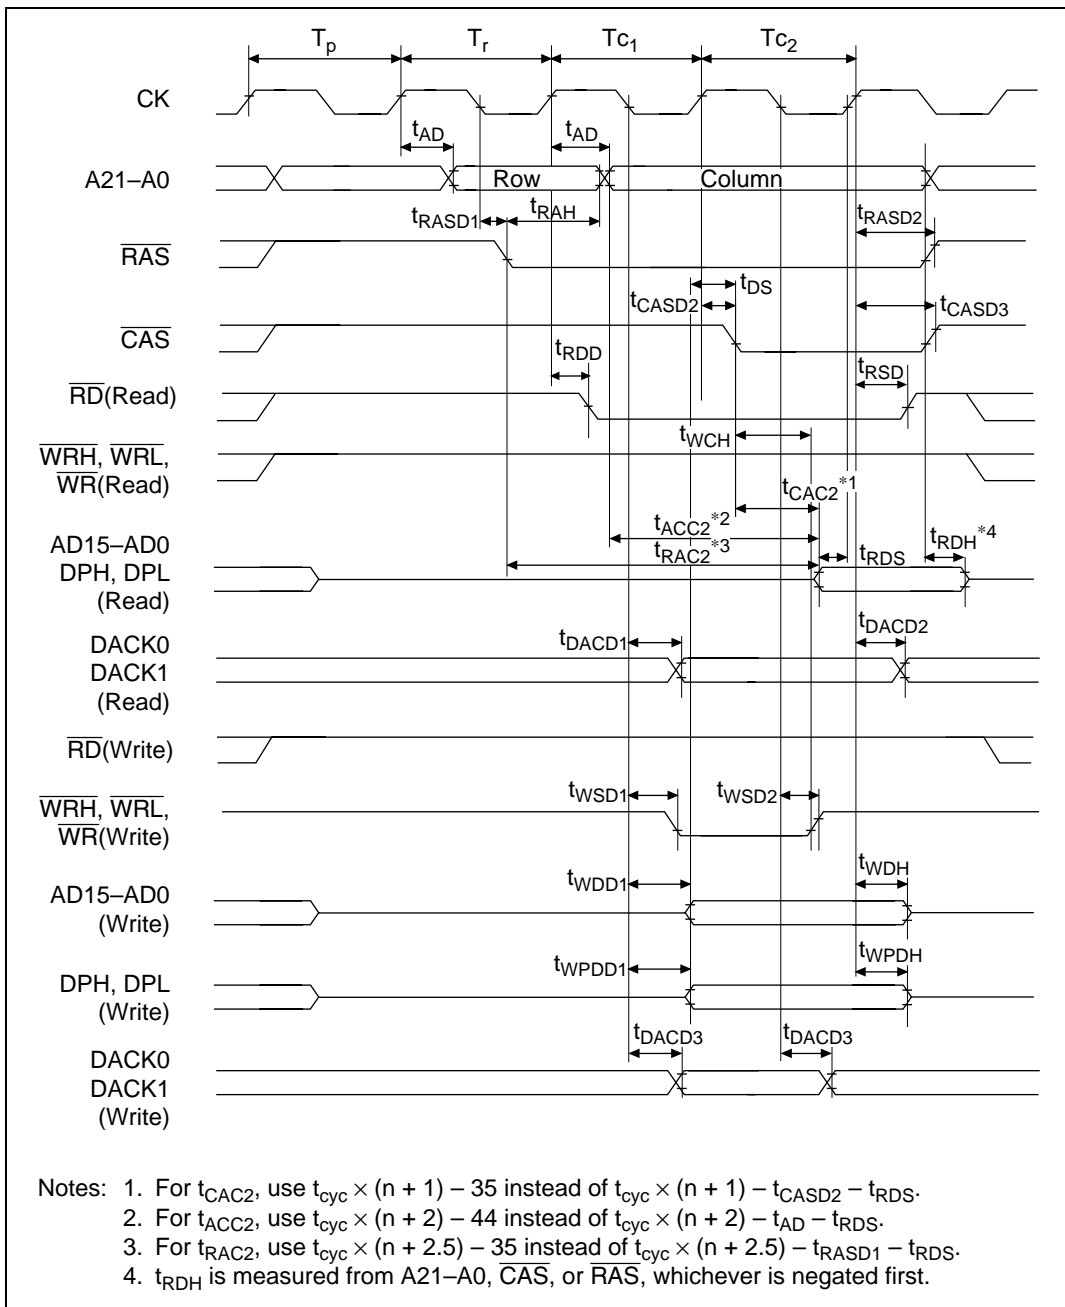 Tp Tr Tc1 Tc2
CK
tAD tAD
A21–A0 Row Column
tRASD1 tRAH tRASD2
RAS
tDS
tCASD2 tCASD3
CAS
tRDD tRSD
RD(Read)
tWCH
WRH, WRL,
WR(Read)
tCAC2*1
tACC2*2
AD15–AD0
tRAC2*3 tRDS tRDH*4
DPH, DPL
(Read)
DACK0
tDACD1 tDACD2
DACK1
(Read)
RD(Write)
WRH, WRL, tWSD1 tWSD2
WR(Write)
tWDD1 tWDH
AD15–AD0
(Write)
tWPDD1 tWPDH
DPH, DPL
(Write)
tDACD3 tDACD3
DACK0
DACK1
(Write)
Notes: 1. For tCAC2, use tcyc × (n + 1) – 35 instead of tcyc × (n + 1) – tCASD2 – tRDS.
2. For tACC2, use tcyc × (n + 2) – 44 instead of tcyc × (n + 2) – tAD – tRDS.
3. For tRAC2, use tcyc × (n + 2.5) – 35 instead of tcyc × (n + 2.5) – tRASD1 – tRDS.
4. tRDH is measured from A21–A0, CAS, or RAS, whichever is negated first.